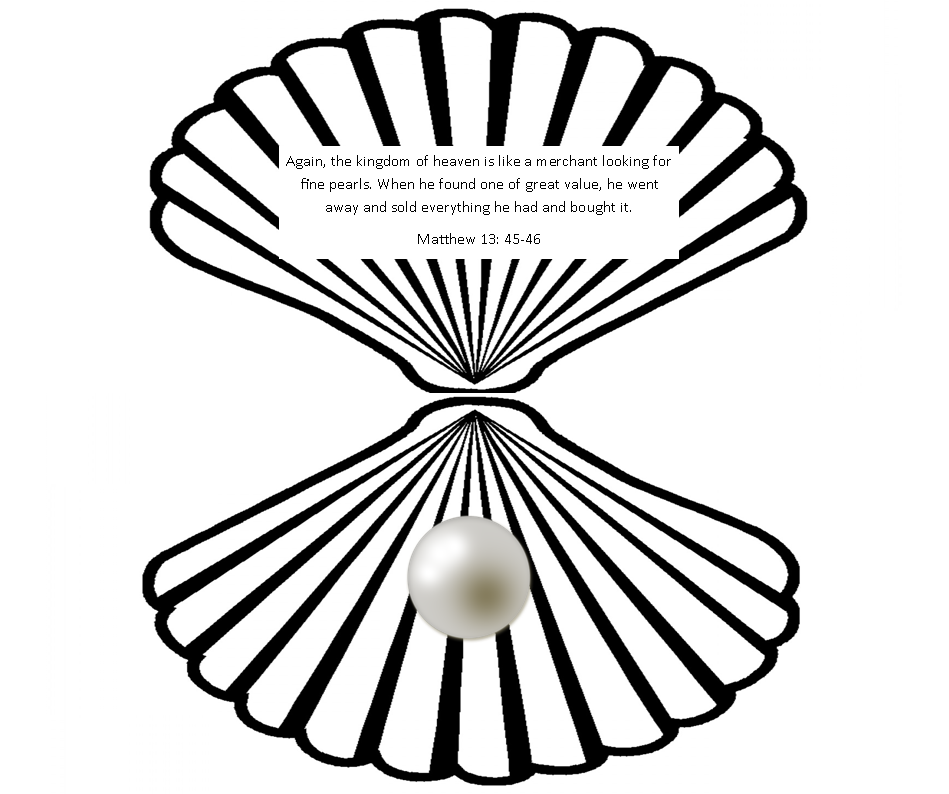 Again, the kingdom of heaven is like a merchant looking for
fine pearls. When he found one of great value, he went
away and sold everything he had and bought it.
Matthew 13: 45-46